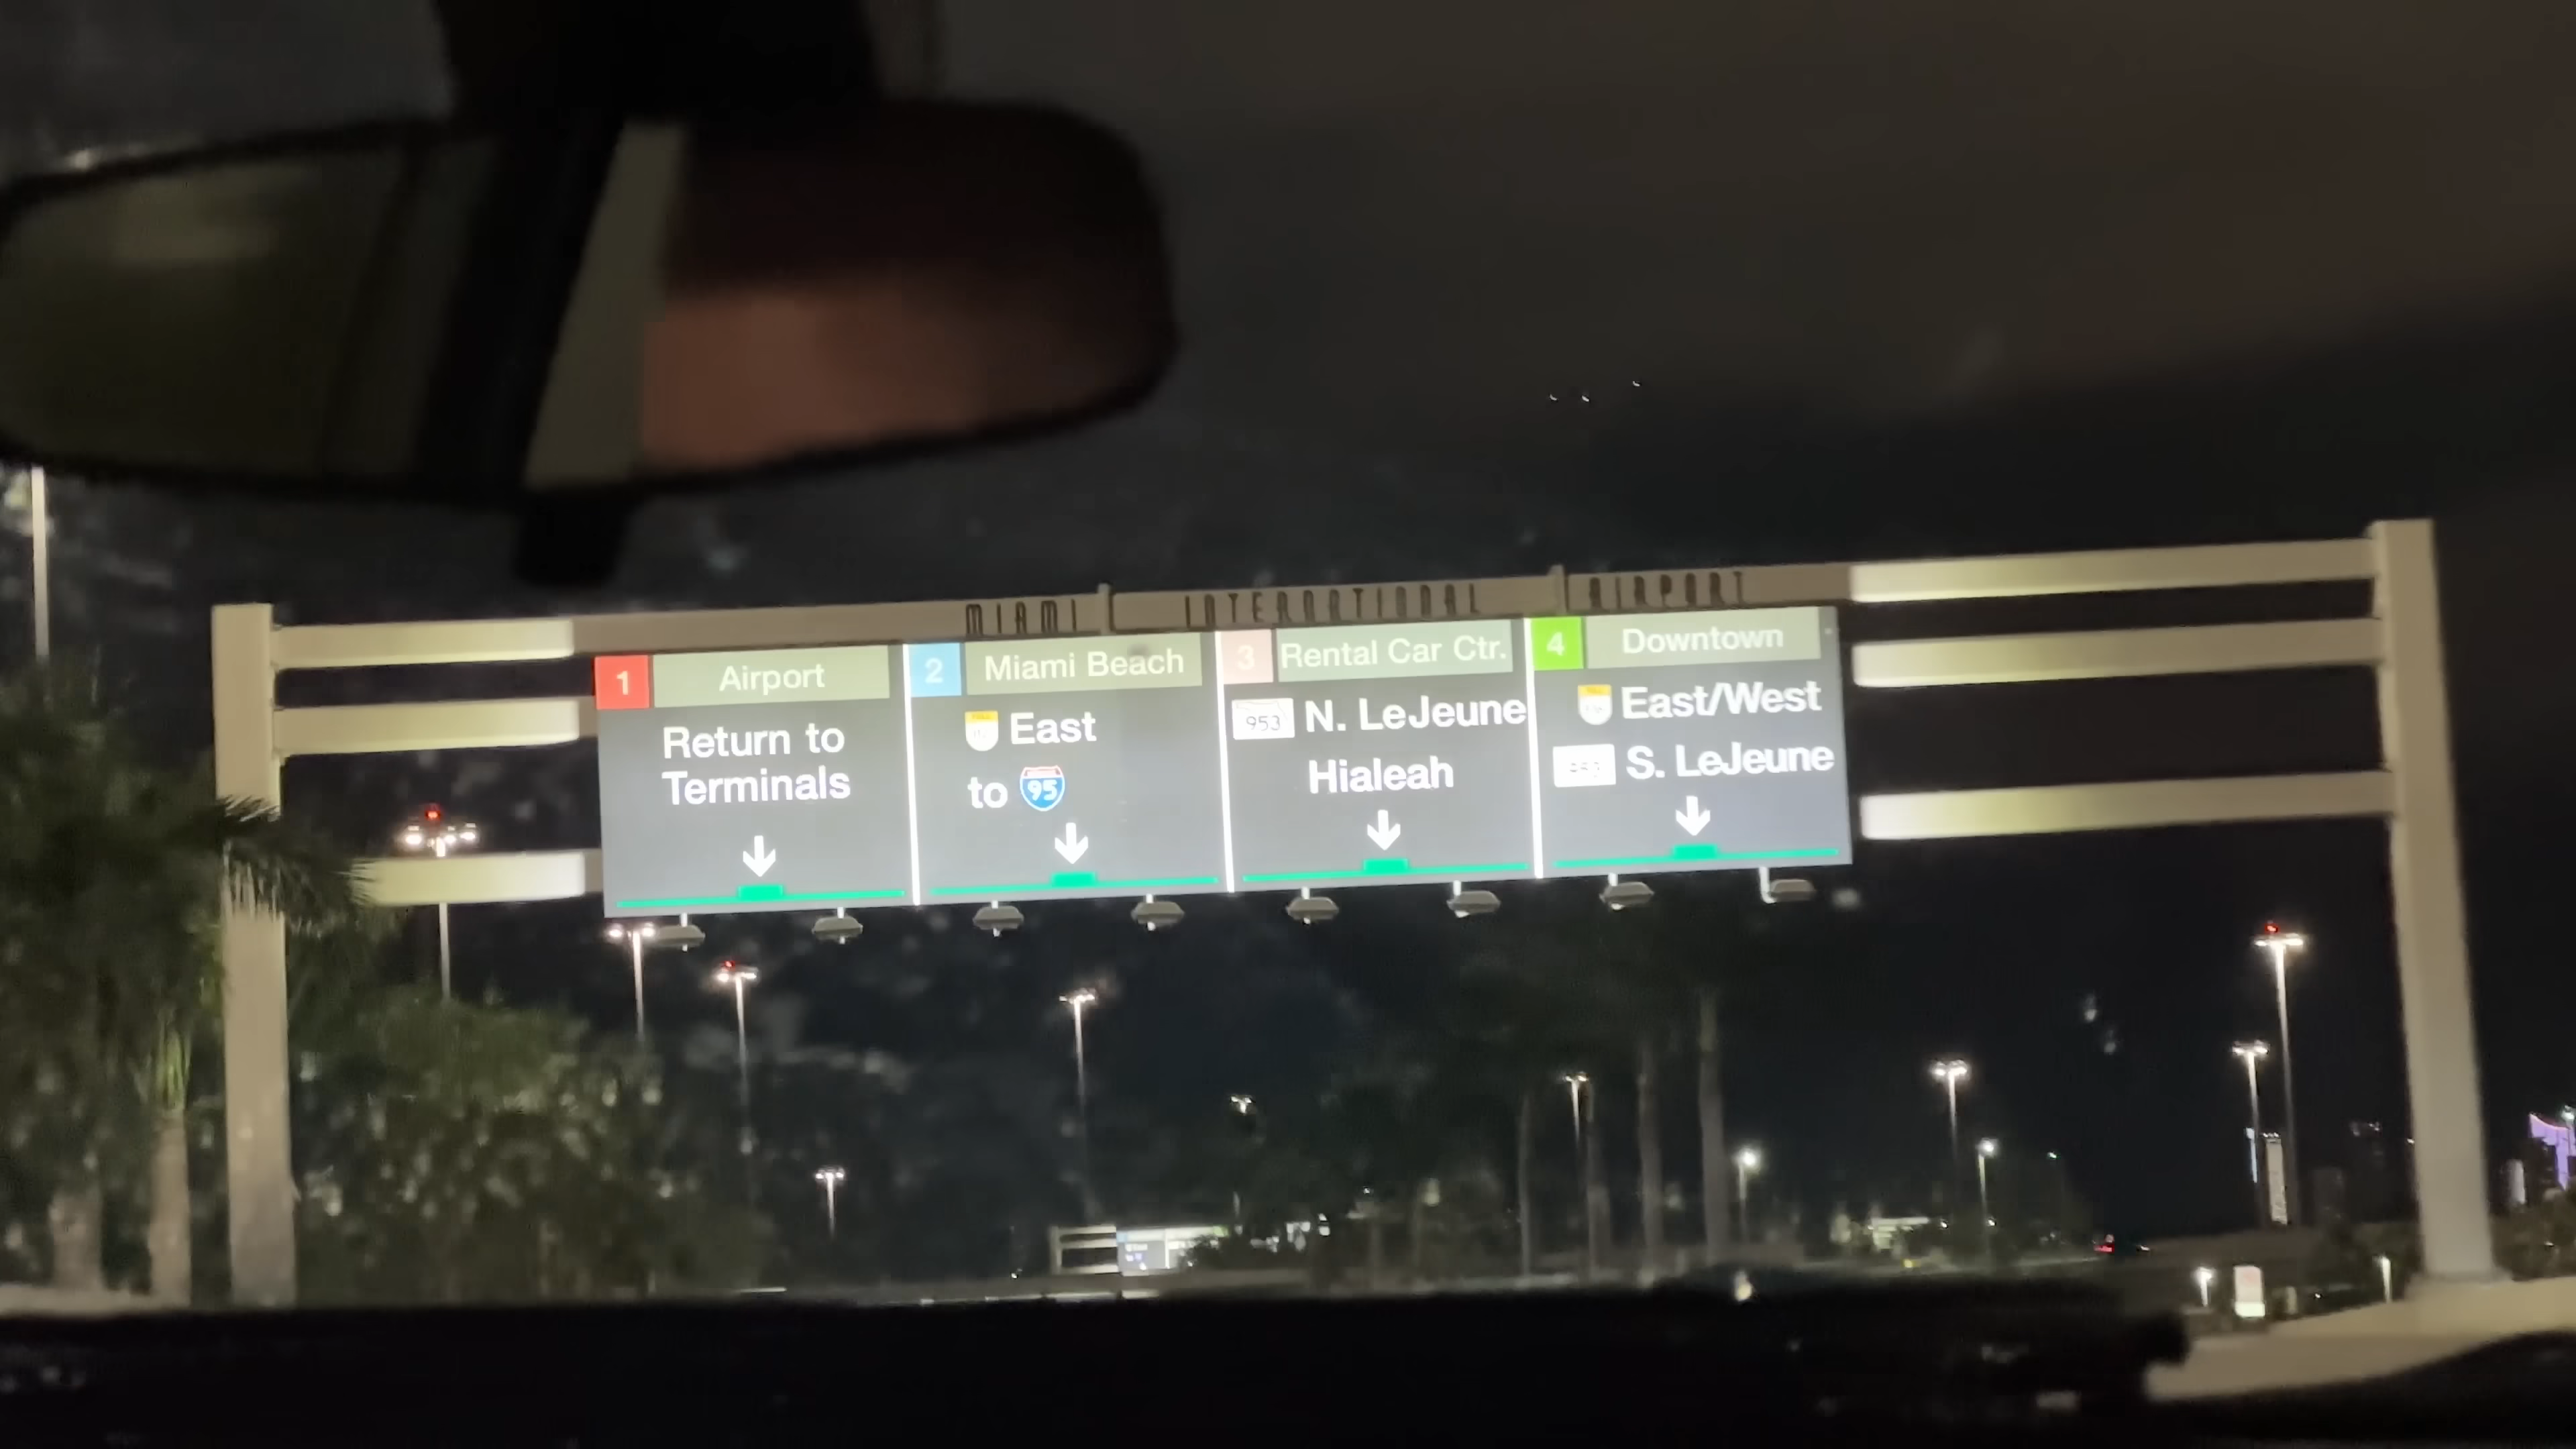 MIAMI INTERNATIONAL AIRPORT
1 Airport
Return to
Terminals
2 Miami Beach
East
to 95
3 Rental Car Ctr.
953 N. LeJeune
Hialeah
4 Downtown
East/West
S. LeJeune